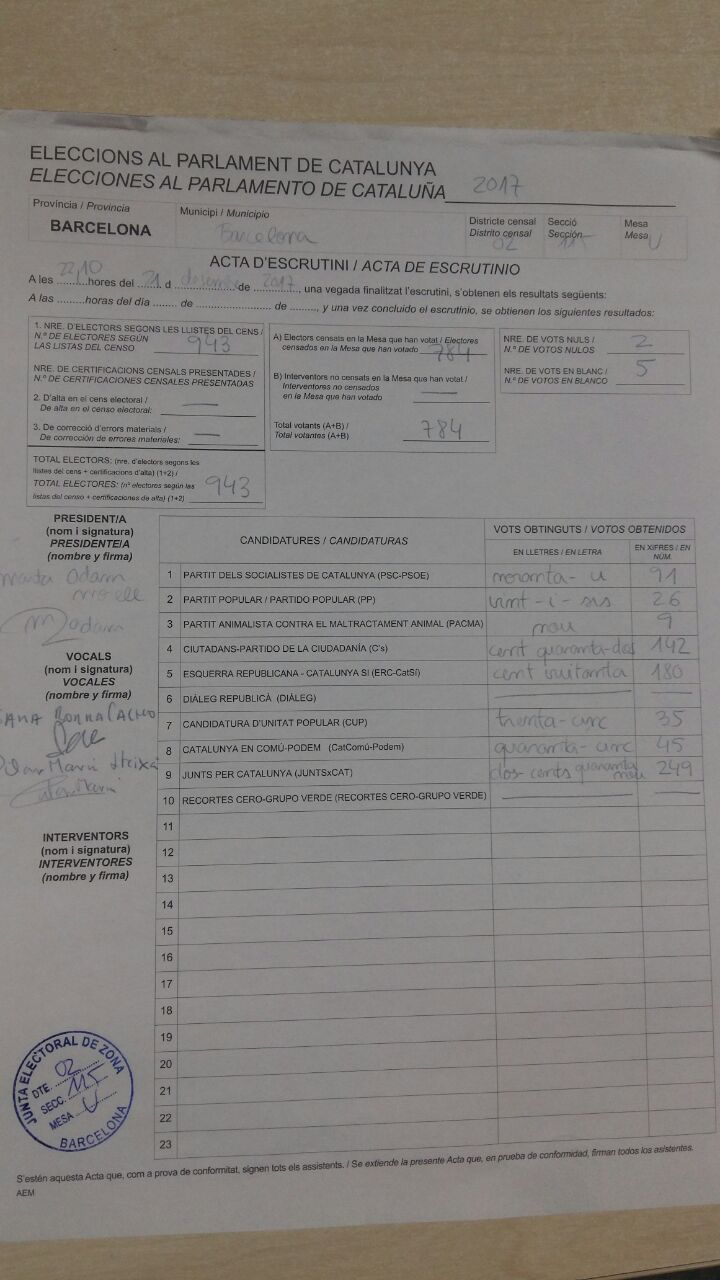 ELECCIONS AL PARLAMENT DE CATALUNYA
ELECCIONES AL PARLAMENTO DE CATALUÑA 2017
Província / Provincia
BARCELONA
Municipi / Municipio
Barcelona
Districte censal
Distrito censal 02
Secció
Sección 115
Mesa
Mesa U
ACTA D'ESCRUTINI / ACTA DE ESCRUTINIO
A les 22,10 hores del 21 d desembre de 2017, una vegada finalitzat l'escrutini, s'obtenen els resultats següents:
A las .........horas del día ...... de ........................... de ........., y una vez concluido el escrutinio, se obtienen los siguientes resultados:
1. NRE. D'ELECTORS SEGONS LES LLISTES DEL CENS /
N.º DE ELECTORES SEGÚN
LAS LISTAS DEL CENSO 943
NRE. DE CERTIFICACIONS CENSALS PRESENTADES /
N.º DE CERTIFICACIONES CENSALES PRESENTADAS
2. D'alta en el cens electoral /
De alta en el censo electoral: —
3. De correcció d'errors materials /
De corrección de errores materiales: —
TOTAL ELECTORS: (nre. d'electors segons les
llistes del cens + certificacions d'alta) (1+2) /
TOTAL ELECTORES: (nº electores según las
listas del censo + certificaciones de alta) (1+2) 943
A) Electors censats en la Mesa que han votat / Electores
censados en la Mesa que han votado 784
B) Interventors no censats en la Mesa que han votat /
Interventores no censados
en la Mesa que han votado —
Total votants (A+B) /
Total votantes (A+B) 784
NRE. DE VOTS NULS /
N.º DE VOTOS NULOS 2
NRE. DE VOTS EN BLANC /
N.º DE VOTOS EN BLANCO 5
PRESIDENT/A
(nom i signatura)
PRESIDENTE/A
(nombre y firma)
Marta Adam
VOCALS
(nom i signatura)
VOCALES
(nombre y firma)
INTERVENTORS
(nom i signatura)
INTERVENTORES
(nombre y firma)
CANDIDATURES / CANDIDATURAS
VOTS OBTINGUTS / VOTOS OBTENIDOS
EN LLETRES / EN LETRA
EN XIFRES / EN NÚM.
1 PARTIT DELS SOCIALISTES DE CATALUNYA (PSC-PSOE) noranta-u 91
2 PARTIT POPULAR / PARTIDO POPULAR (PP) vint-i-sis 26
3 PARTIT ANIMALISTA CONTRA EL MALTRACTAMENT ANIMAL (PACMA) nou 9
4 CIUTADANS-PARTIDO DE LA CIUDADANÍA (C's) cent quaranta-dos 142
5 ESQUERRA REPUBLICANA - CATALUNYA SÍ (ERC-CatSí) cent vuitanta 180
6 DIÀLEG REPUBLICÀ (DIÀLEG) — —
7 CANDIDATURA D'UNITAT POPULAR (CUP) trenta-cinc 35
8 CATALUNYA EN COMÚ-PODEM (CatComú-Podem) quaranta-cinc 45
9 JUNTS PER CATALUNYA (JUNTSxCAT) dos-cents quaranta nou 249
10 RECORTES CERO-GRUPO VERDE (RECORTES CERO-GRUPO VERDE) — —
11
12
13
14
15
16
17
18
19
20
21
22
23
JUNTA ELECTORAL DE ZONA
DTE. 02
SECC. 115
MESA U
BARCELONA
S'estén aquesta Acta que, com a prova de conformitat, signen tots els assistents. / Se extiende la presente Acta que, en prueba de conformidad, firman todos los asistentes.
AEM